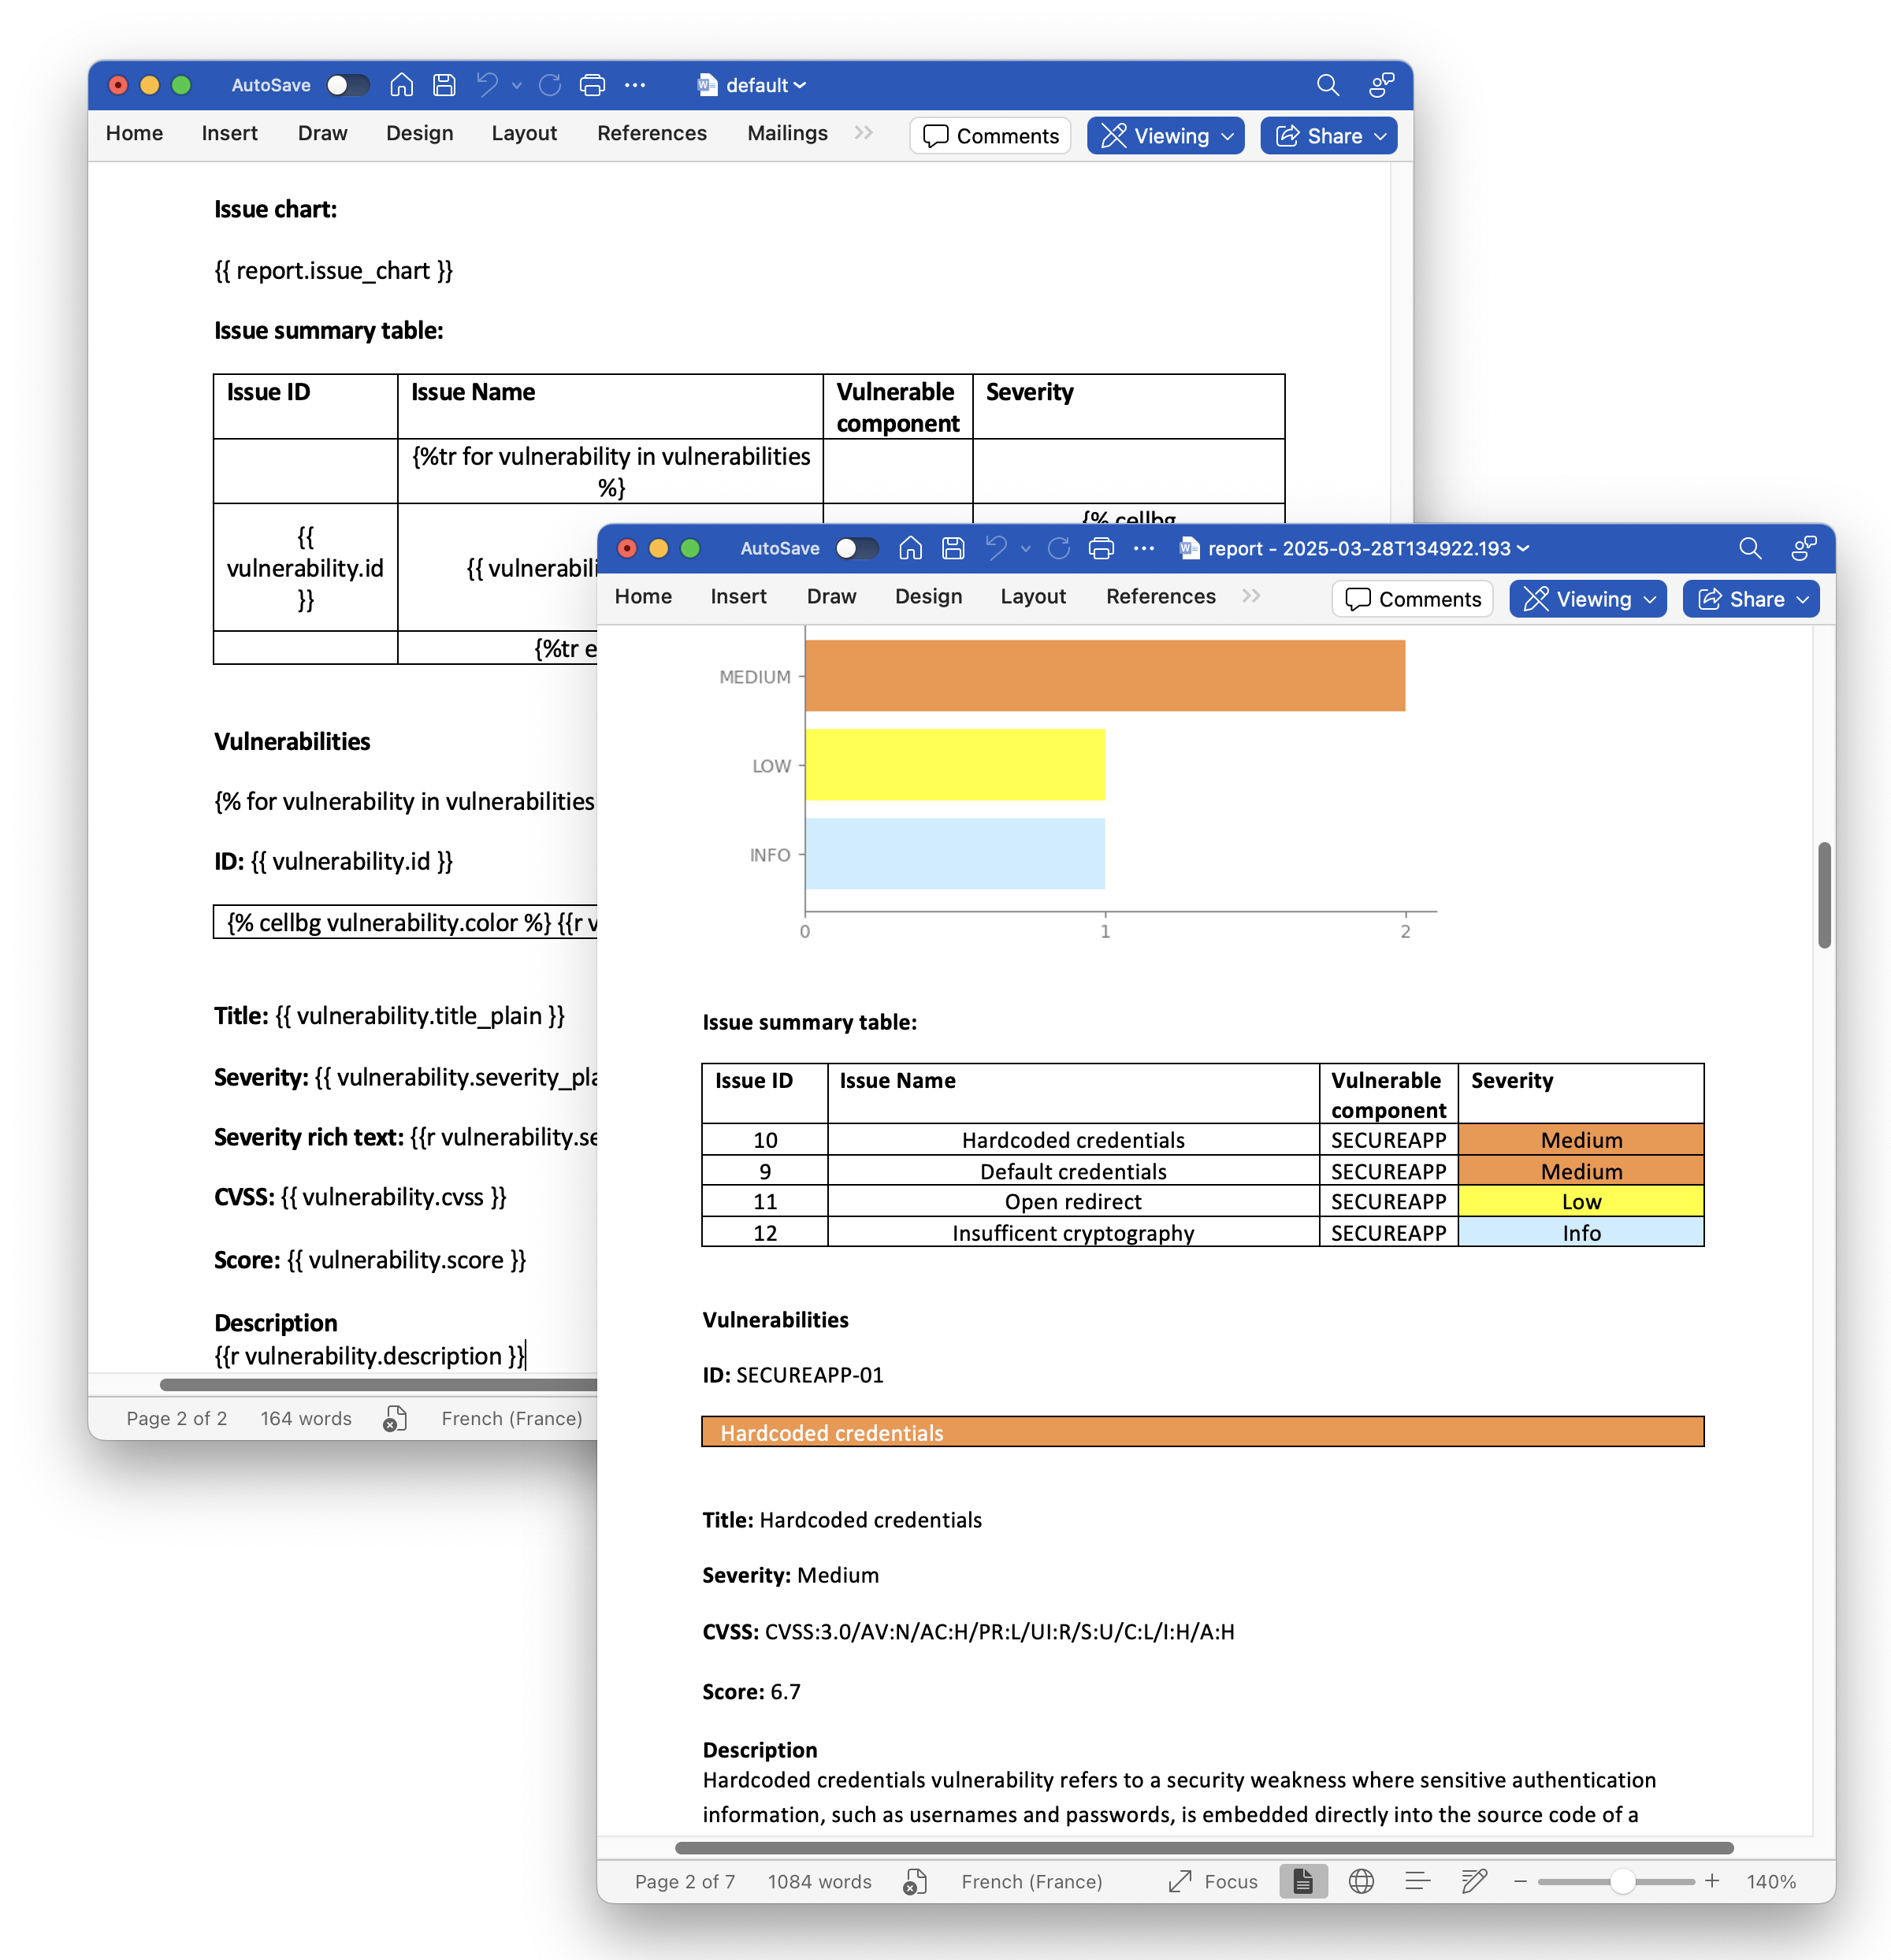 AutoSave
default
Home Insert Draw Design Layout References Mailings
Comments Viewing Share
Issue chart:
{{ report.issue_chart }}
Issue summary table:
Issue ID Issue Name Vulnerable component Severity
{%tr for vulnerability in vulnerabilities
%}
{% cellbg
{{
vulnerability.id
}}
{{ vulnerabili
{%tr e
Vulnerabilities
{% for vulnerability in vulnerabilities
ID: {{ vulnerability.id }}
{% cellbg vulnerability.color %} {{r v
Title: {{ vulnerability.title_plain }}
Severity: {{ vulnerability.severity_pla
Severity rich text: {{r vulnerability.se
CVSS: {{ vulnerability.cvss }}
Score: {{ vulnerability.score }}
Description
{{r vulnerability.description }}
Page 2 of 2 164 words French (France)
AutoSave
report - 2025-03-28T134922.193
Home Insert Draw Design Layout References
Comments Viewing Share
MEDIUM
LOW
INFO
0 1 2
Issue summary table:
Issue ID Issue Name Vulnerable component Severity
10 Hardcoded credentials SECUREAPP Medium
9 Default credentials SECUREAPP Medium
11 Open redirect SECUREAPP Low
12 Insufficent cryptography SECUREAPP Info
Vulnerabilities
ID: SECUREAPP-01
Hardcoded credentials
Title: Hardcoded credentials
Severity: Medium
CVSS: CVSS:3.0/AV:N/AC:H/PR:L/UI:R/S:U/C:L/I:H/A:H
Score: 6.7
Description
Hardcoded credentials vulnerability refers to a security weakness where sensitive authentication
information, such as usernames and passwords, is embedded directly into the source code of a
Page 2 of 7 1084 words French (France) Focus 140%